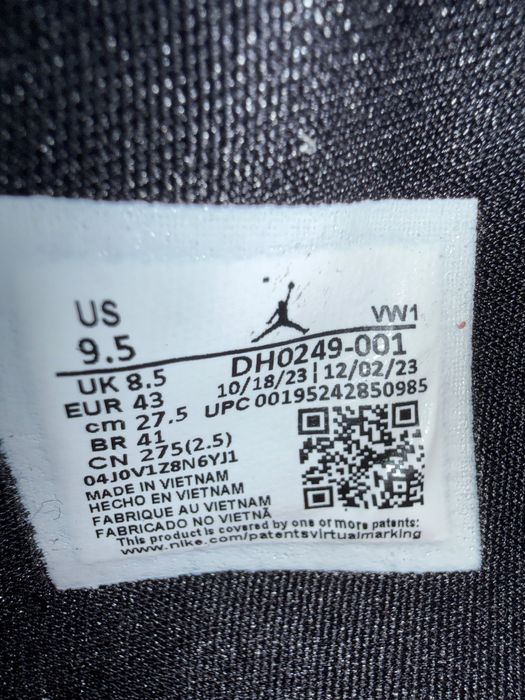 US
9.5
VW1
DH0249-001
10/18/23 | 12/02/23
UPC 00195242850985
UK 8.5
EUR 43
cm 27.5
BR 41
CN 275(2.5)
04J0V1Z8N6YJ1
MADE IN VIETNAM
HECHO EN VIETNAM
FABRIQUE AU VIETNAM
FABRICADO NO VIETNÃ
This product is covered by one or more patents:
www.nike.com/patentsvirtualmarking